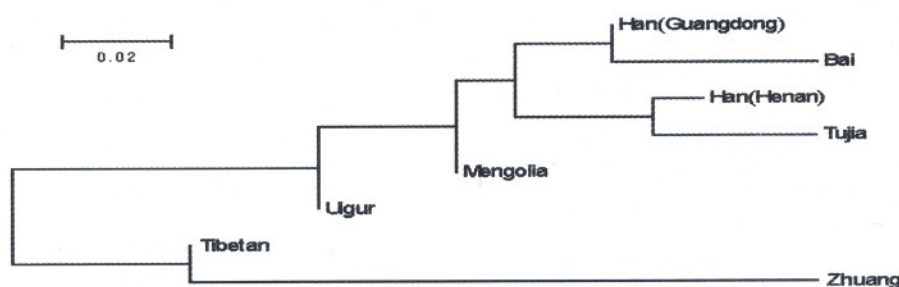 Han(Guangdong)
0.02
Bai
Han(Henan)
Tujia
Mengolia
Uigur
Tibetan
Zhuang